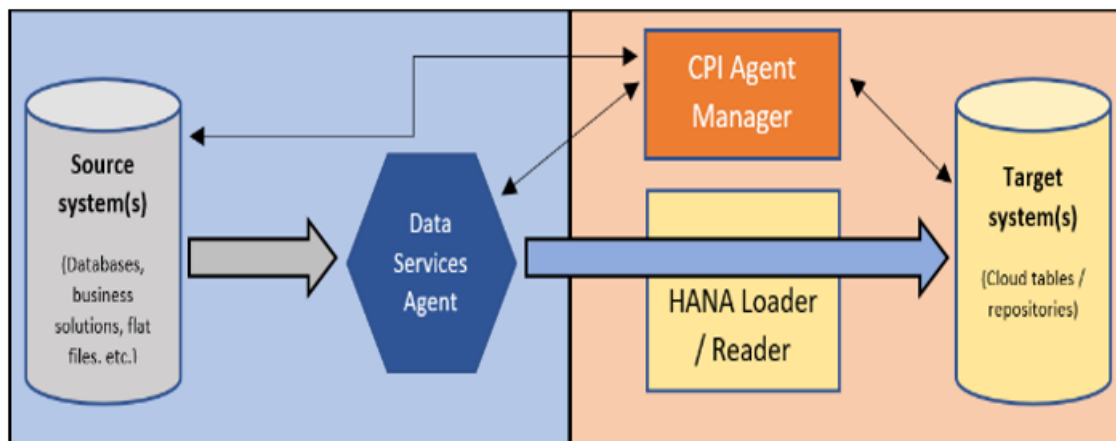 Source
system(s)
(Databases,
business
solutions, flat
files. etc.)
Data
Services
Agent
CPI Agent
Manager
HANA Loader
/ Reader
Target
system(s)
(Cloud tables /
repositories)